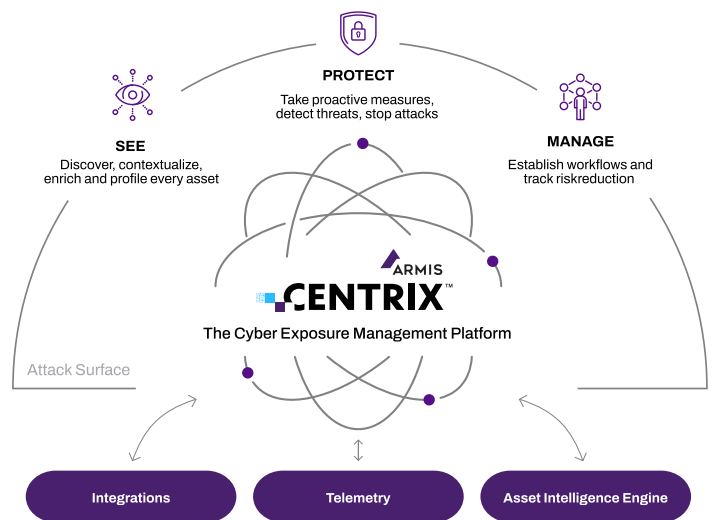 PROTECT
Take proactive measures,
detect threats, stop attacks
SEE
Discover, contextualize,
enrich and profile every asset
MANAGE
Establish workflows and
track riskreduction
ARMIS
CENTRIX™
The Cyber Exposure Management Platform
Attack Surface
Integrations
Telemetry
Asset Intelligence Engine